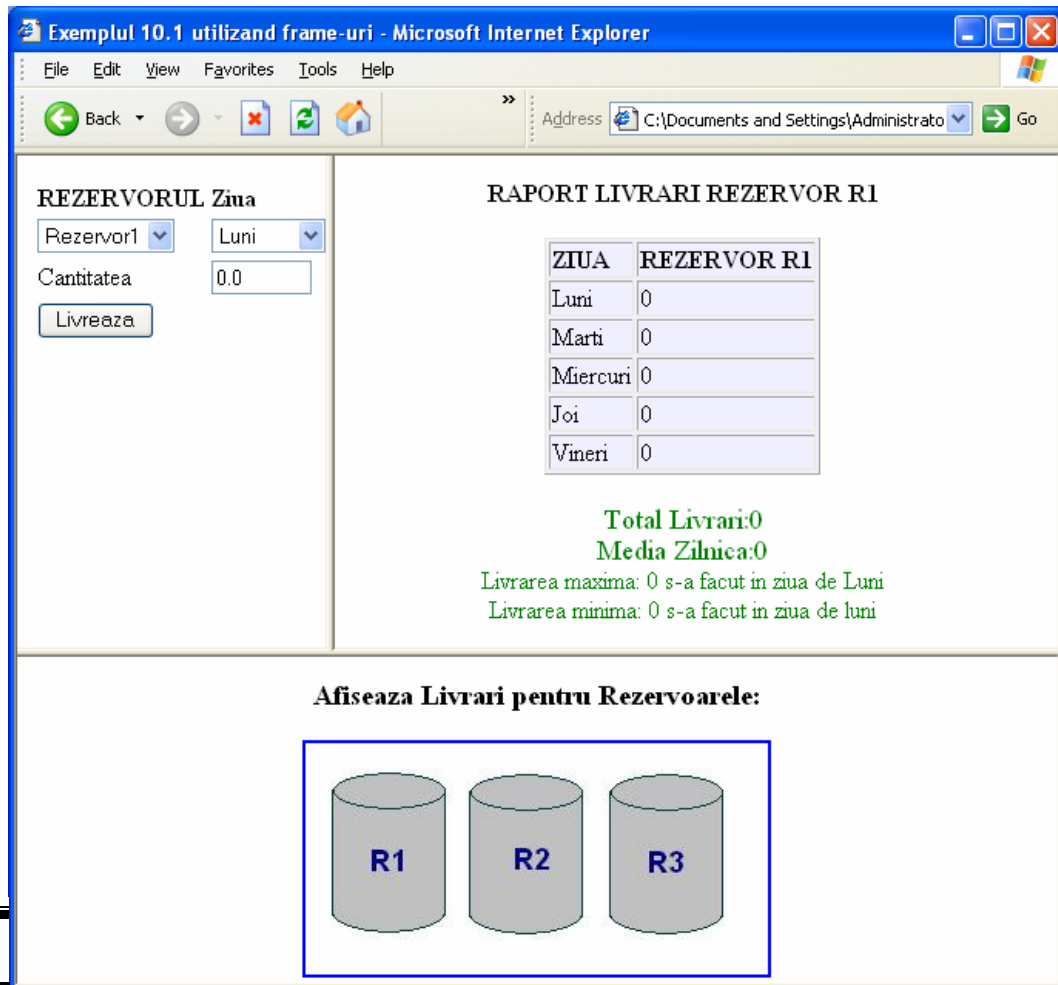 Exemplul 10.1 utilizand frame-uri - Microsoft Internet Explorer
File Edit View Favorites Tools Help
Back » Address C:\Documents and Settings\Administrato Go
REZERVORUL Ziua
Rezervor1 Luni
Cantitatea 0.0
Livreaza
RAPORT LIVRARI REZERVOR R1
ZIUA REZERVOR R1
Luni 0
Marti 0
Miercuri 0
Joi 0
Vineri 0
Total Livrari:0
Media Zilnica:0
Livrarea maxima: 0 s-a facut in ziua de Luni
Livrarea minima: 0 s-a facut in ziua de luni
Afiseaza Livrari pentru Rezervoarele:
R1 R2 R3